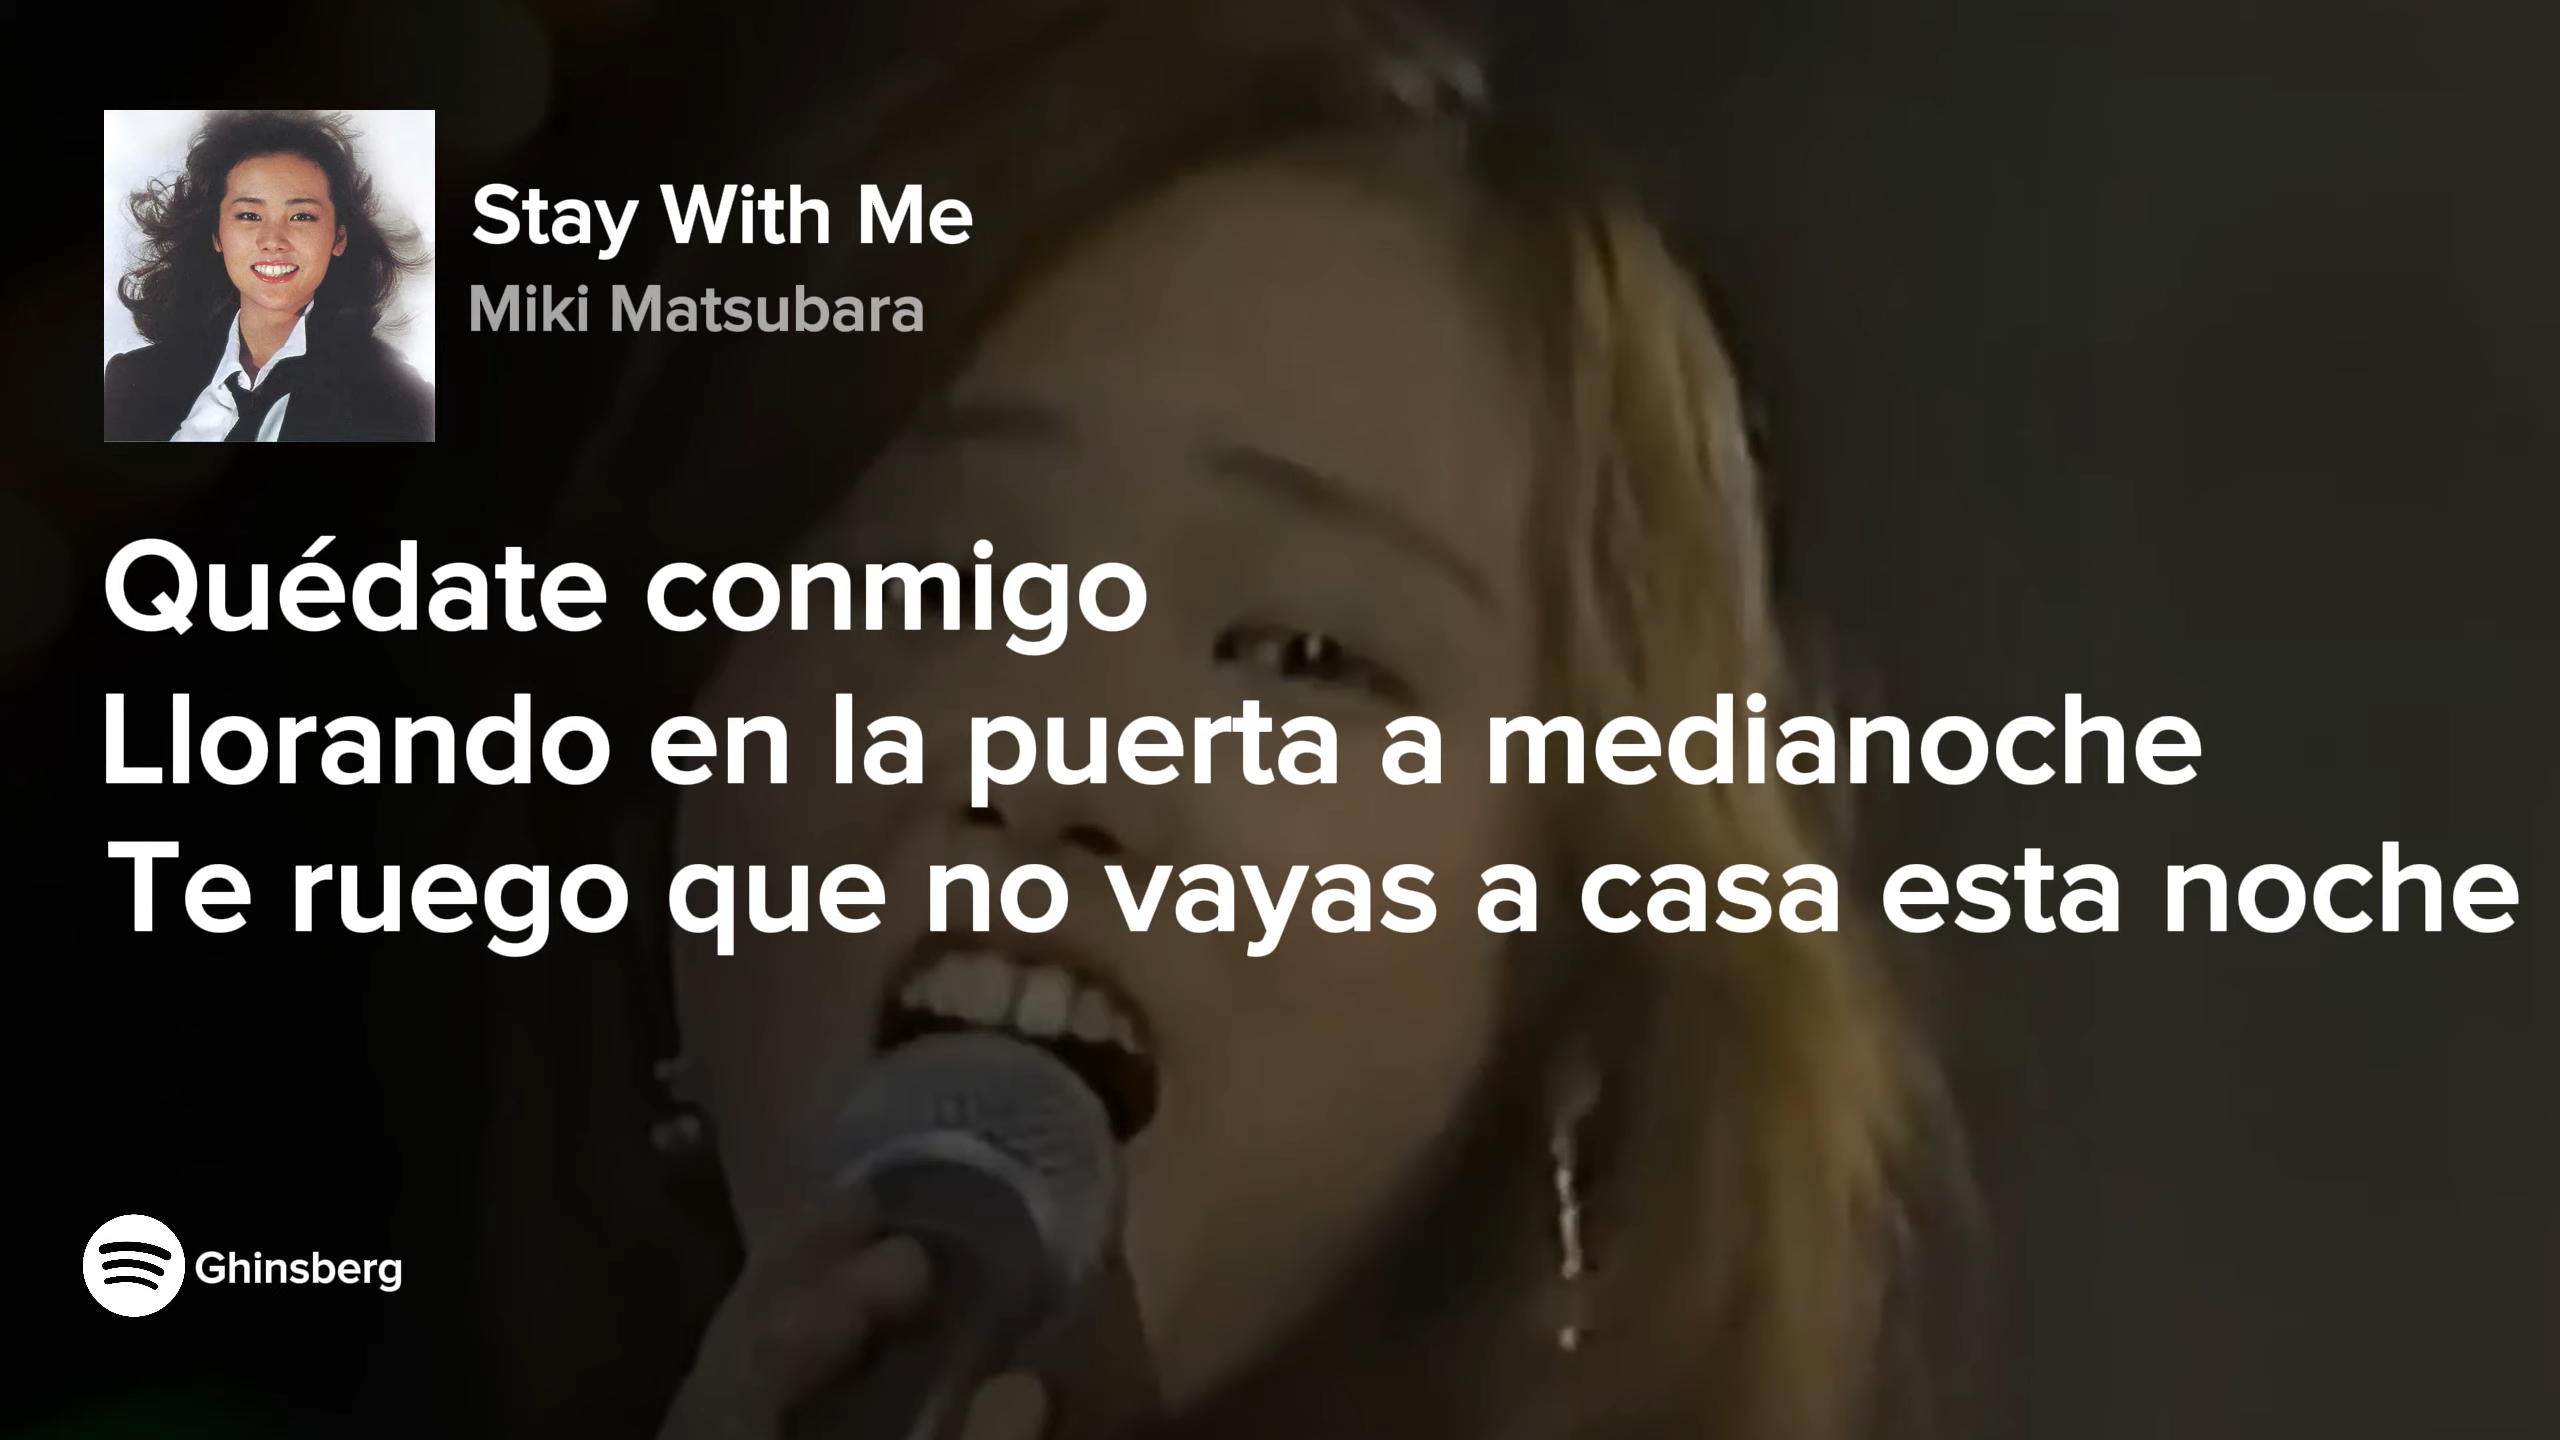 Stay With Me
Miki Matsubara
Quédate conmigo
Llorando en la puerta a medianoche
Te ruego que no vayas a casa esta noche
Ghinsberg